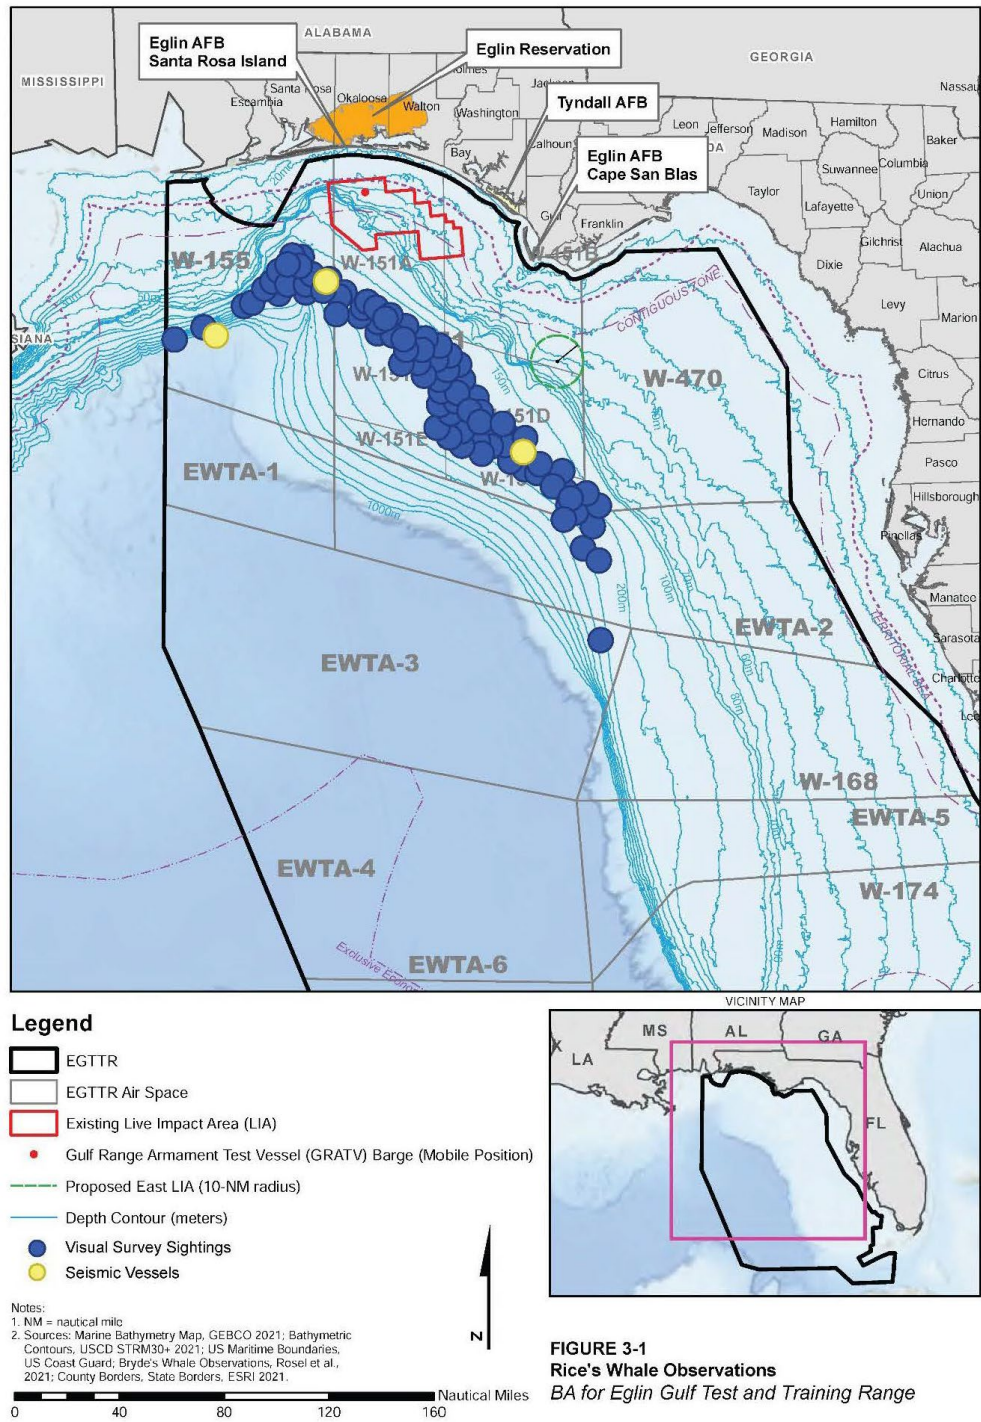 ALABAMA
GEORGIA
MISSISSIPPI
Eglin AFB
Santa Rosa Island
Eglin Reservation
Tyndall AFB
Eglin AFB
Cape San Blas
Escambia
Okaloosa
Walton
Washington
Bay
Franklin
Leon
Jefferson
Madison
Hamilton
Taylor
Suwannee
Columbia
Baker
Lafayette
Union
Gilchrist
Alachua
Dixie
Levy
Marion
Citrus
Hernando
Pasco
Hillsborough
Pinellas
Manatee
Sarasota
Charlotte
CONTIGUOUS ZONE
TERRITORIAL SEA
W-155
W-151A
W-151B
W-470
151D
W-151E
EWTA-1
EWTA-2
EWTA-3
EWTA-4
EWTA-5
EWTA-6
W-168
W-174
20m
150m
1000m
200m
100m
80m
Legend
EGTTR
EGTTR Air Space
Existing Live Impact Area (LIA)
Gulf Range Armament Test Vessel (GRATV) Barge (Mobile Position)
Proposed East LIA (10-NM radius)
Depth Contour (meters)
Visual Survey Sightings
Seismic Vessels
Notes:
1. NM = nautical mile
2. Sources: Marine Bathymetry Map, GEBCO 2021; Bathymetric
Contours, USCD STRM30+ 2021; US Maritime Boundaries,
US Coast Guard; Bryde's Whale Observations, Rosel et al.,
2021; County Borders, State Borders, ESRI 2021.
Nautical Miles
0 40 80 120 160
N
VICINITY MAP
LA
MS
AL
GA
FL
FIGURE 3-1
Rice's Whale Observations
BA for Eglin Gulf Test and Training Range